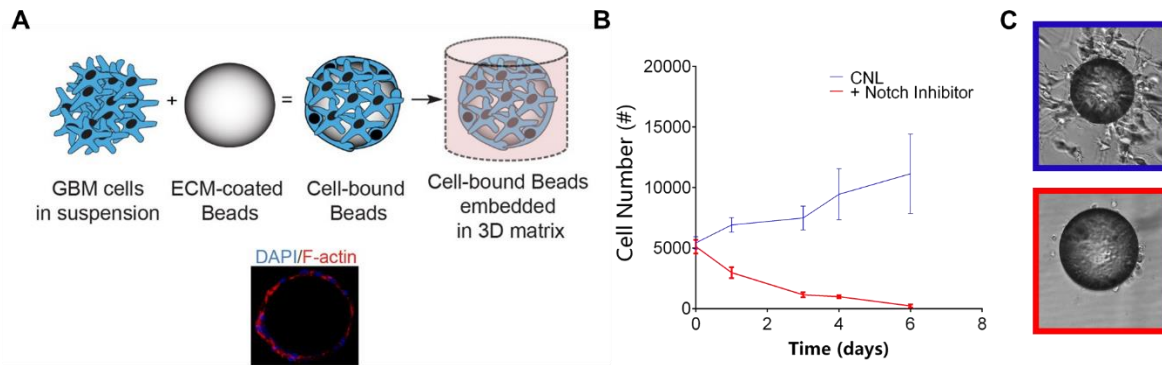 A
GBM cells
in suspension
+
ECM-coated
Beads
=
Cell-bound
Beads
Cell-bound Beads
embedded
in 3D matrix
DAPI/F-actin
B
Cell Number (#)
20000
15000
10000
5000
0
CNL
+ Notch Inhibitor
0 2 4 6 8
Time (days)
C